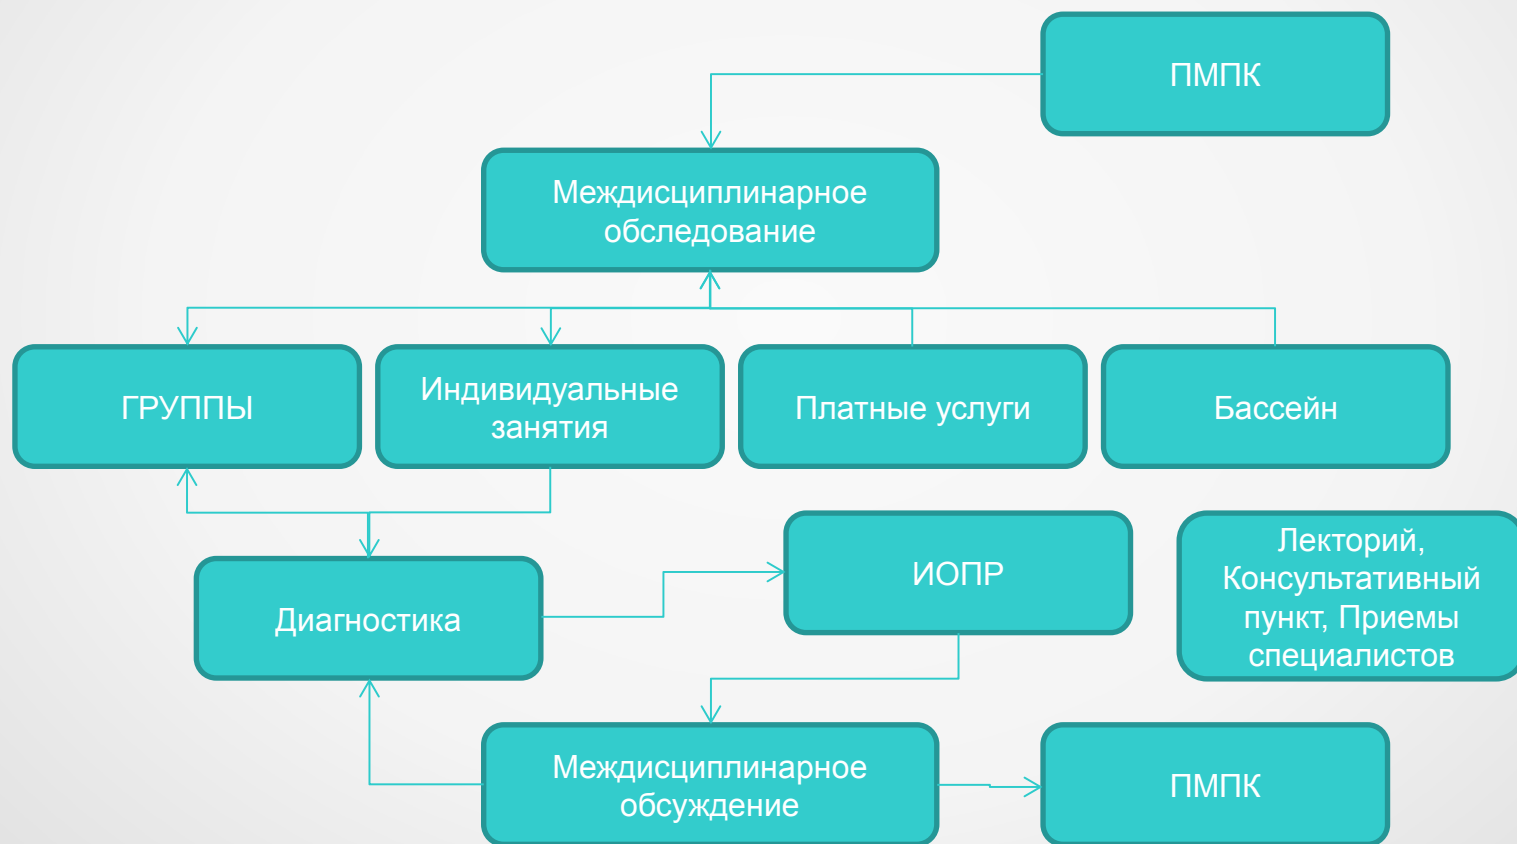 ПМПК
Междисциплинарное
обследование
ГРУППЫ
Индивидуальные
занятия
Платные услуги
Бассейн
Диагностика
ИОПР
Лекторий,
Консультативный
пункт, Приемы
специалистов
Междисциплинарное
обсуждение
ПМПК